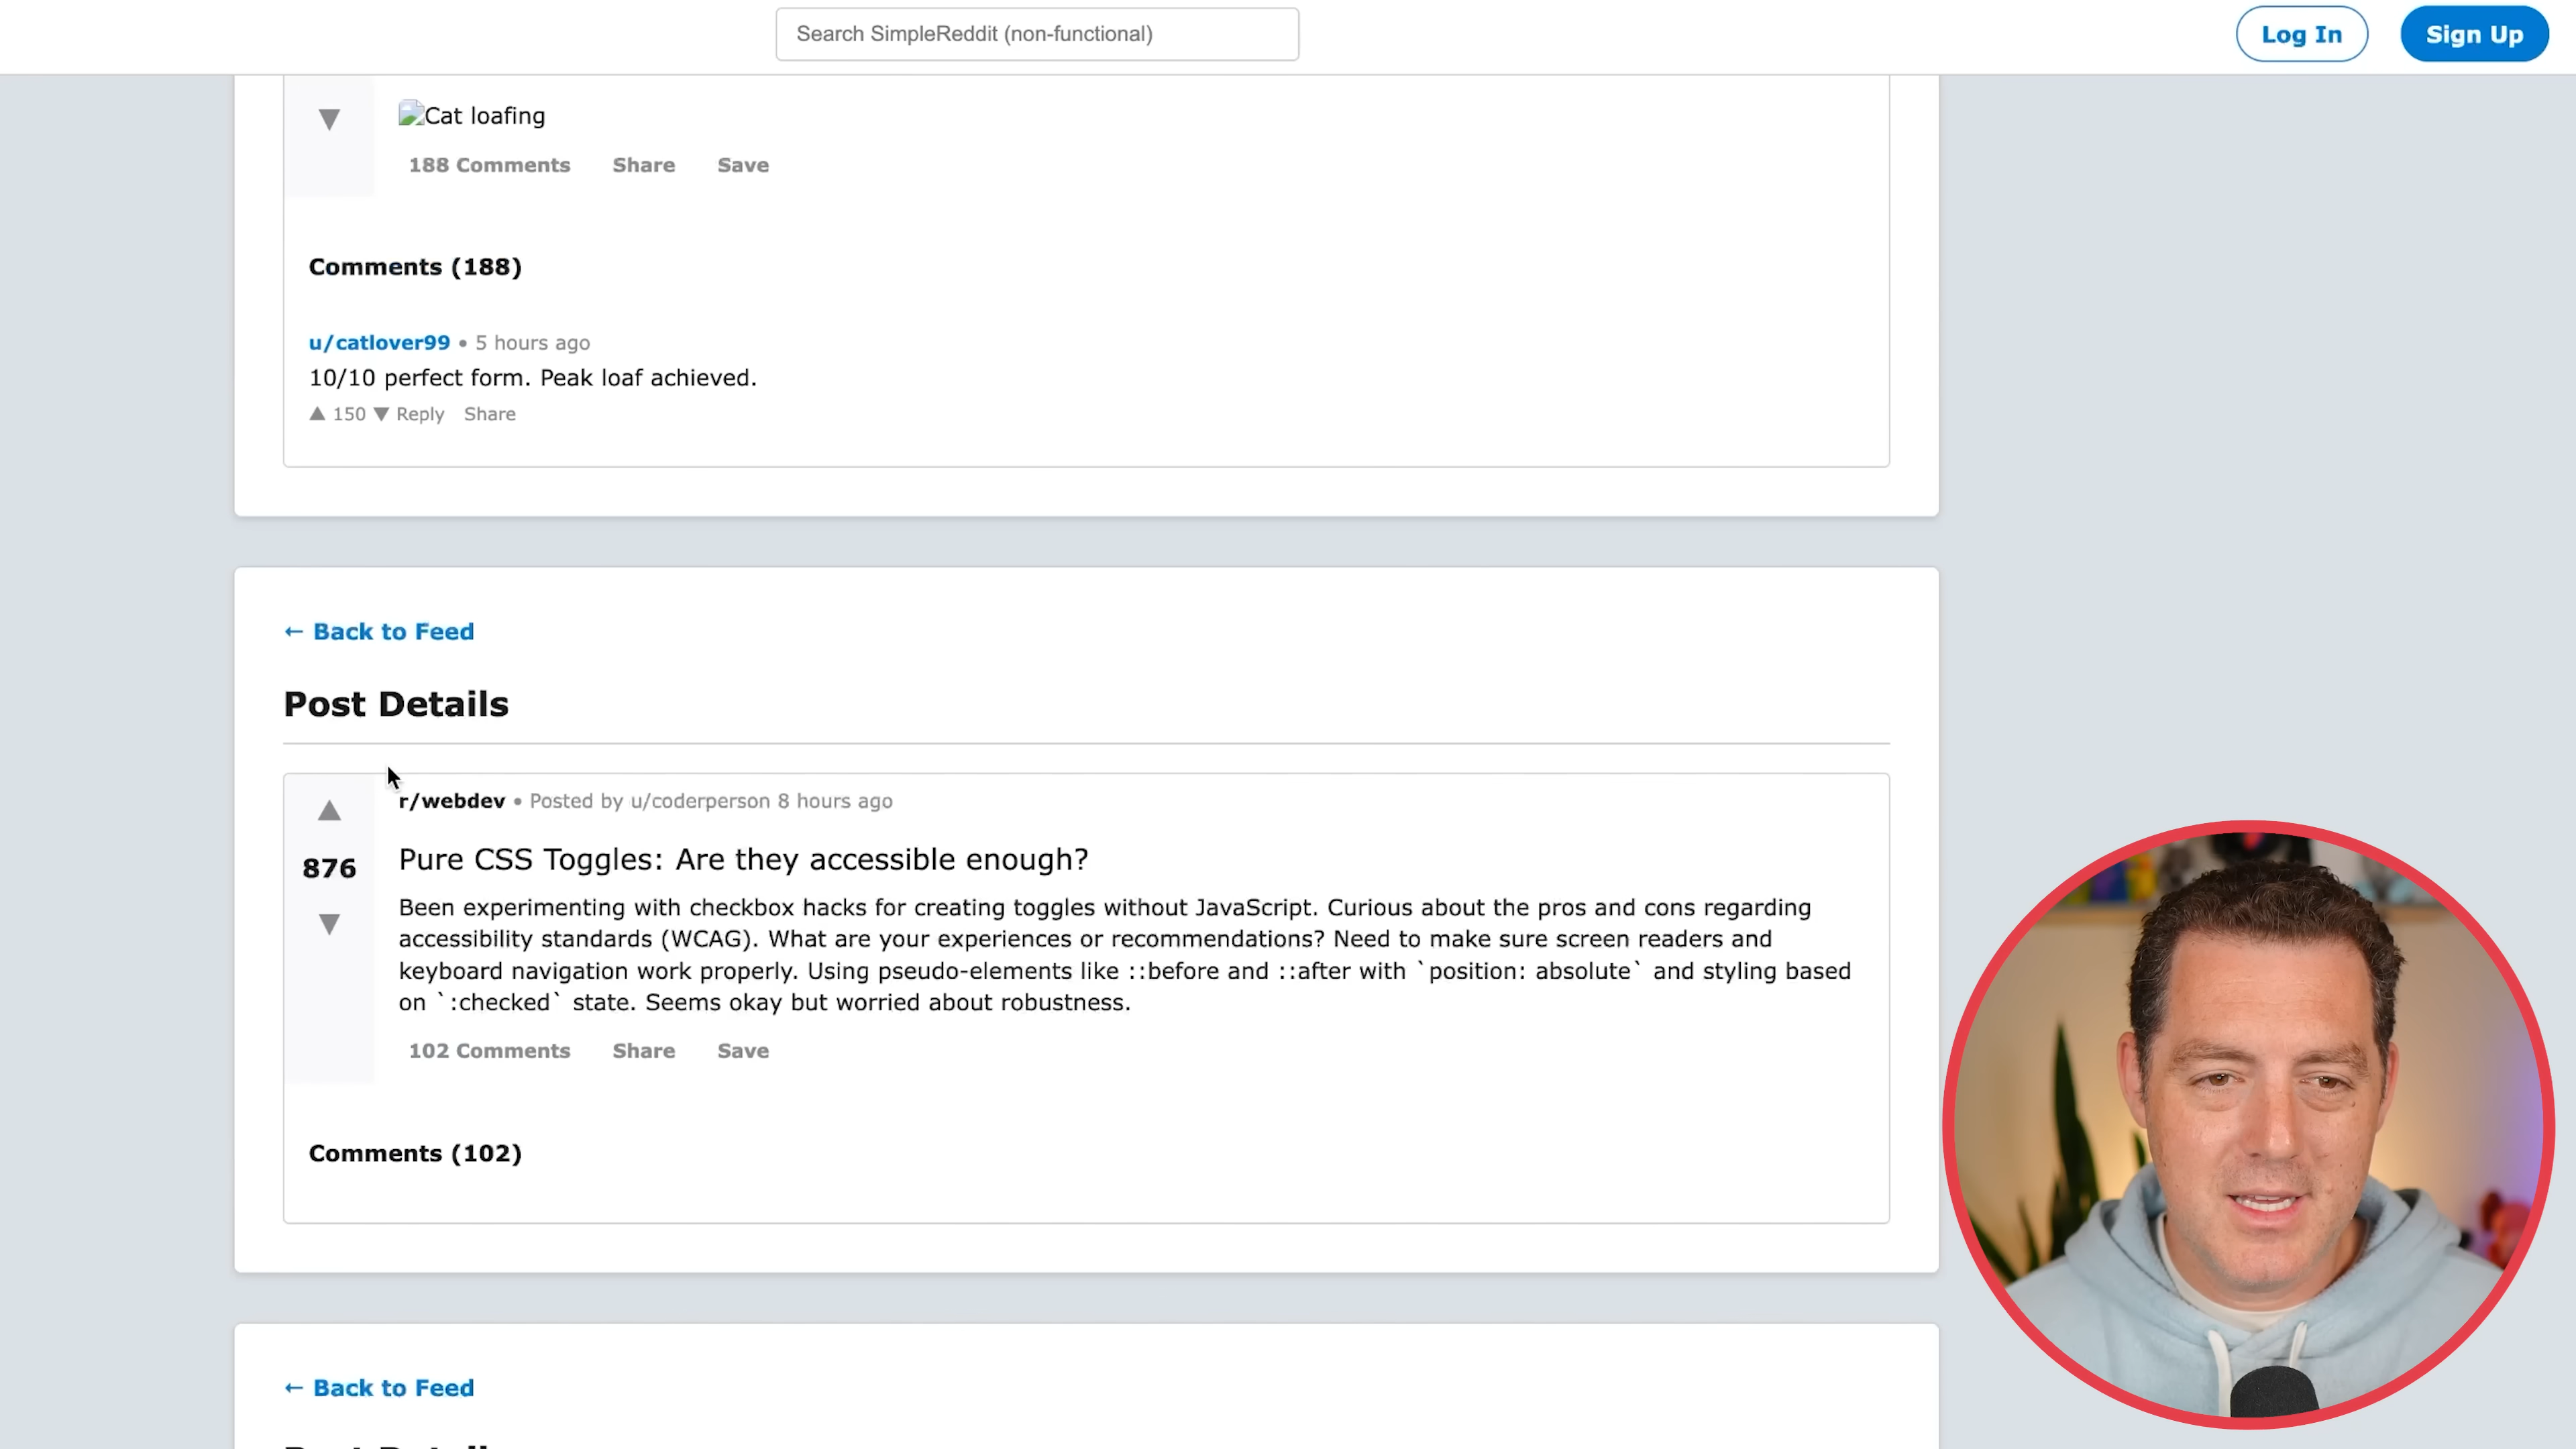 Search SimpleReddit (non-functional)
Log In
Sign Up
▼
Cat loafing
188 Comments Share Save
Comments (188)
u/catlover99 • 5 hours ago
10/10 perfect form. Peak loaf achieved.
▲ 150 ▼ Reply Share
← Back to Feed
Post Details
▲
876
▼
r/webdev • Posted by u/coderperson 8 hours ago
Pure CSS Toggles: Are they accessible enough?
Been experimenting with checkbox hacks for creating toggles without JavaScript. Curious about the pros and cons regarding
accessibility standards (WCAG). What are your experiences or recommendations? Need to make sure screen readers and
keyboard navigation work properly. Using pseudo-elements like ::before and ::after with `position: absolute` and styling based
on `:checked` state. Seems okay but worried about robustness.
102 Comments Share Save
Comments (102)
← Back to Feed